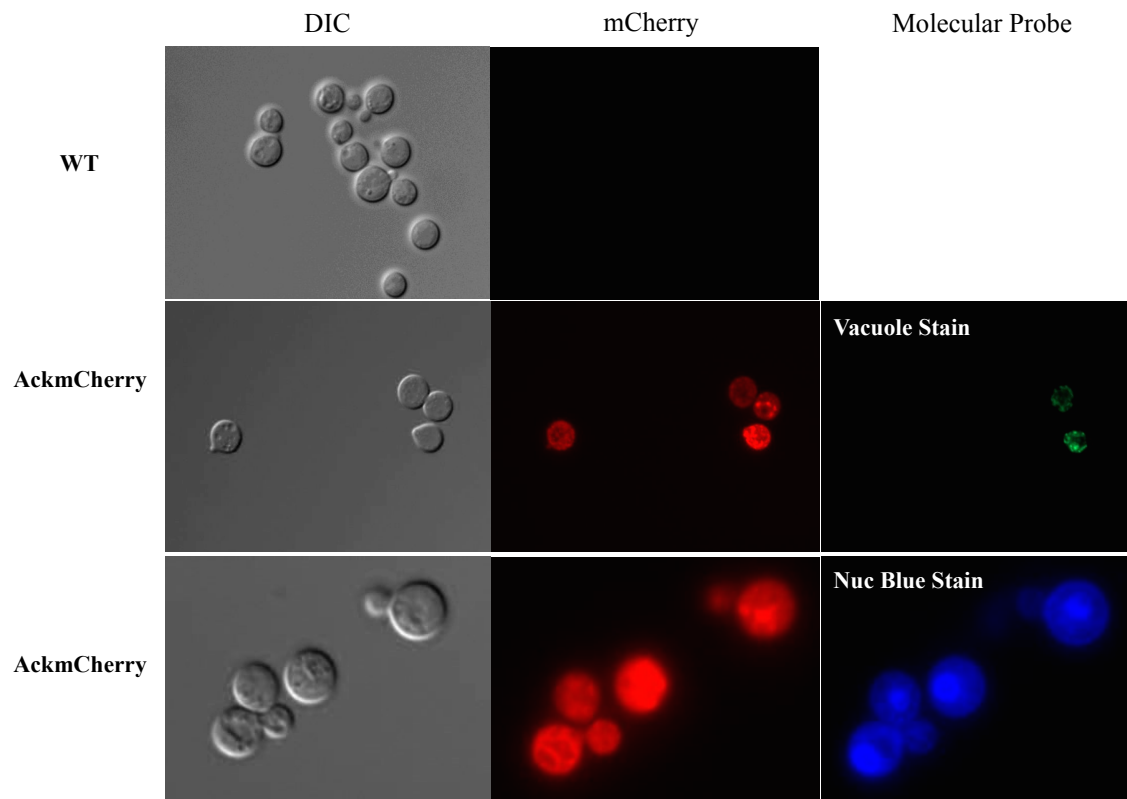 DIC mCherry Molecular Probe
WT
AckmCherry
Vacuole Stain
AckmCherry
Nuc Blue Stain